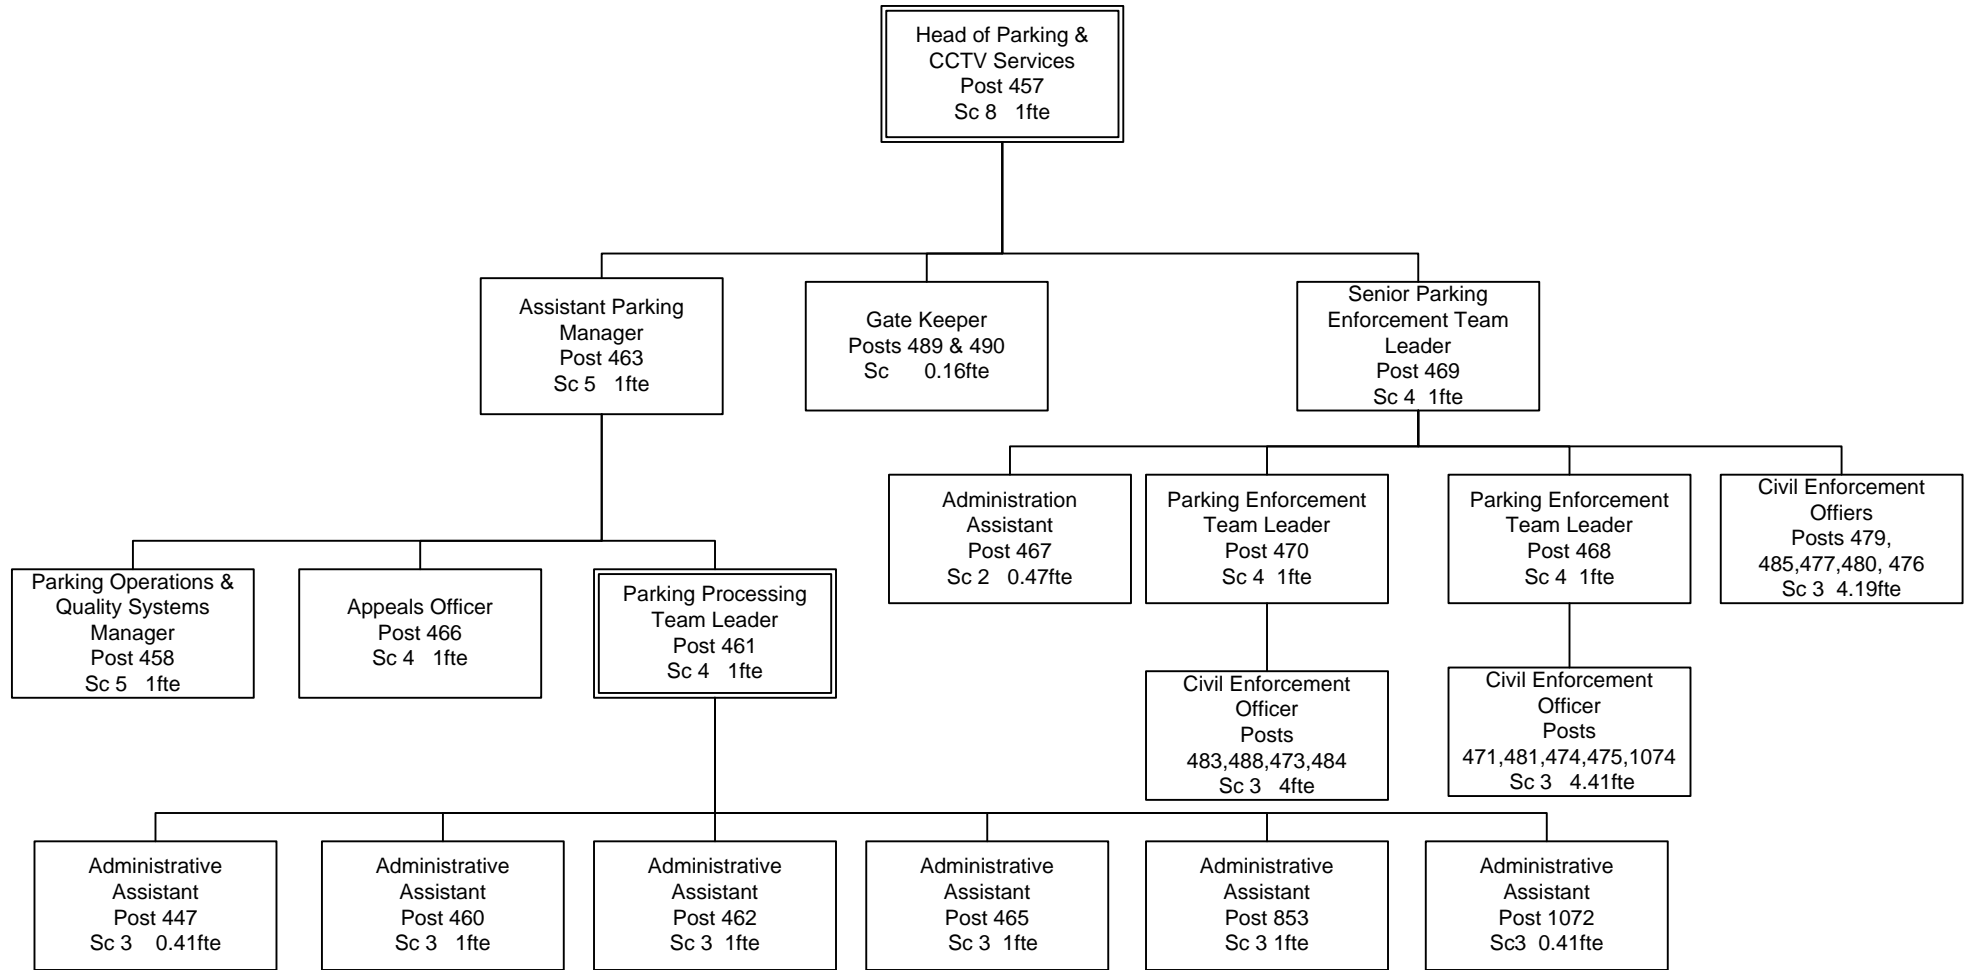 Head of Parking &
CCTV Services
Post 457
Sc 8 1fte
Assistant Parking
Manager
Post 463
Sc 5 1fte
Gate Keeper
Posts 489 & 490
Sc 0.16fte
Senior Parking
Enforcement Team
Leader
Post 469
Sc 4 1fte
Administration
Assistant
Post 467
Sc 2 0.47fte
Parking Enforcement
Team Leader
Post 470
Sc 4 1fte
Parking Enforcement
Team Leader
Post 468
Sc 4 1fte
Civil Enforcement
Offiers
Posts 479,
485,477,480, 476
Sc 3 4.19fte
Parking Operations &
Quality Systems
Manager
Post 458
Sc 5 1fte
Appeals Officer
Post 466
Sc 4 1fte
Parking Processing
Team Leader
Post 461
Sc 4 1fte
Civil Enforcement
Officer
Posts
483,488,473,484
Sc 3 4fte
Civil Enforcement
Officer
Posts
471,481,474,475,1074
Sc 3 4.41fte
Administrative
Assistant
Post 447
Sc 3 0.41fte
Administrative
Assistant
Post 460
Sc 3 1fte
Administrative
Assistant
Post 462
Sc 3 1fte
Administrative
Assistant
Post 465
Sc 3 1fte
Administrative
Assistant
Post 853
Sc 3 1fte
Administrative
Assistant
Post 1072
Sc3 0.41fte